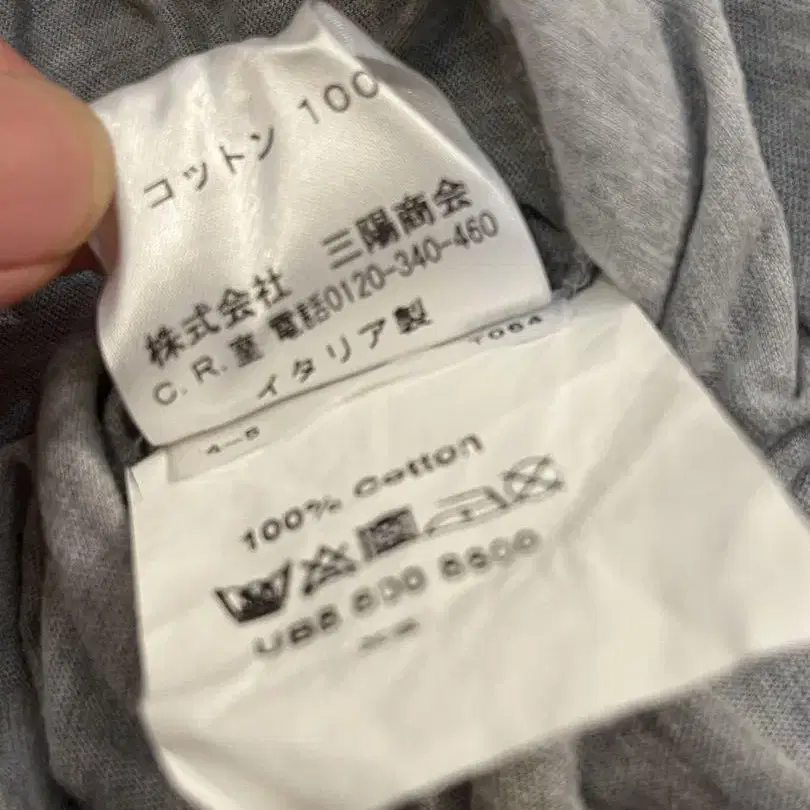 コットン 100
株式会社 三陽商会
C.R.室 電話0120-340-460
イタリア製
T064
4-5
100% Cotton